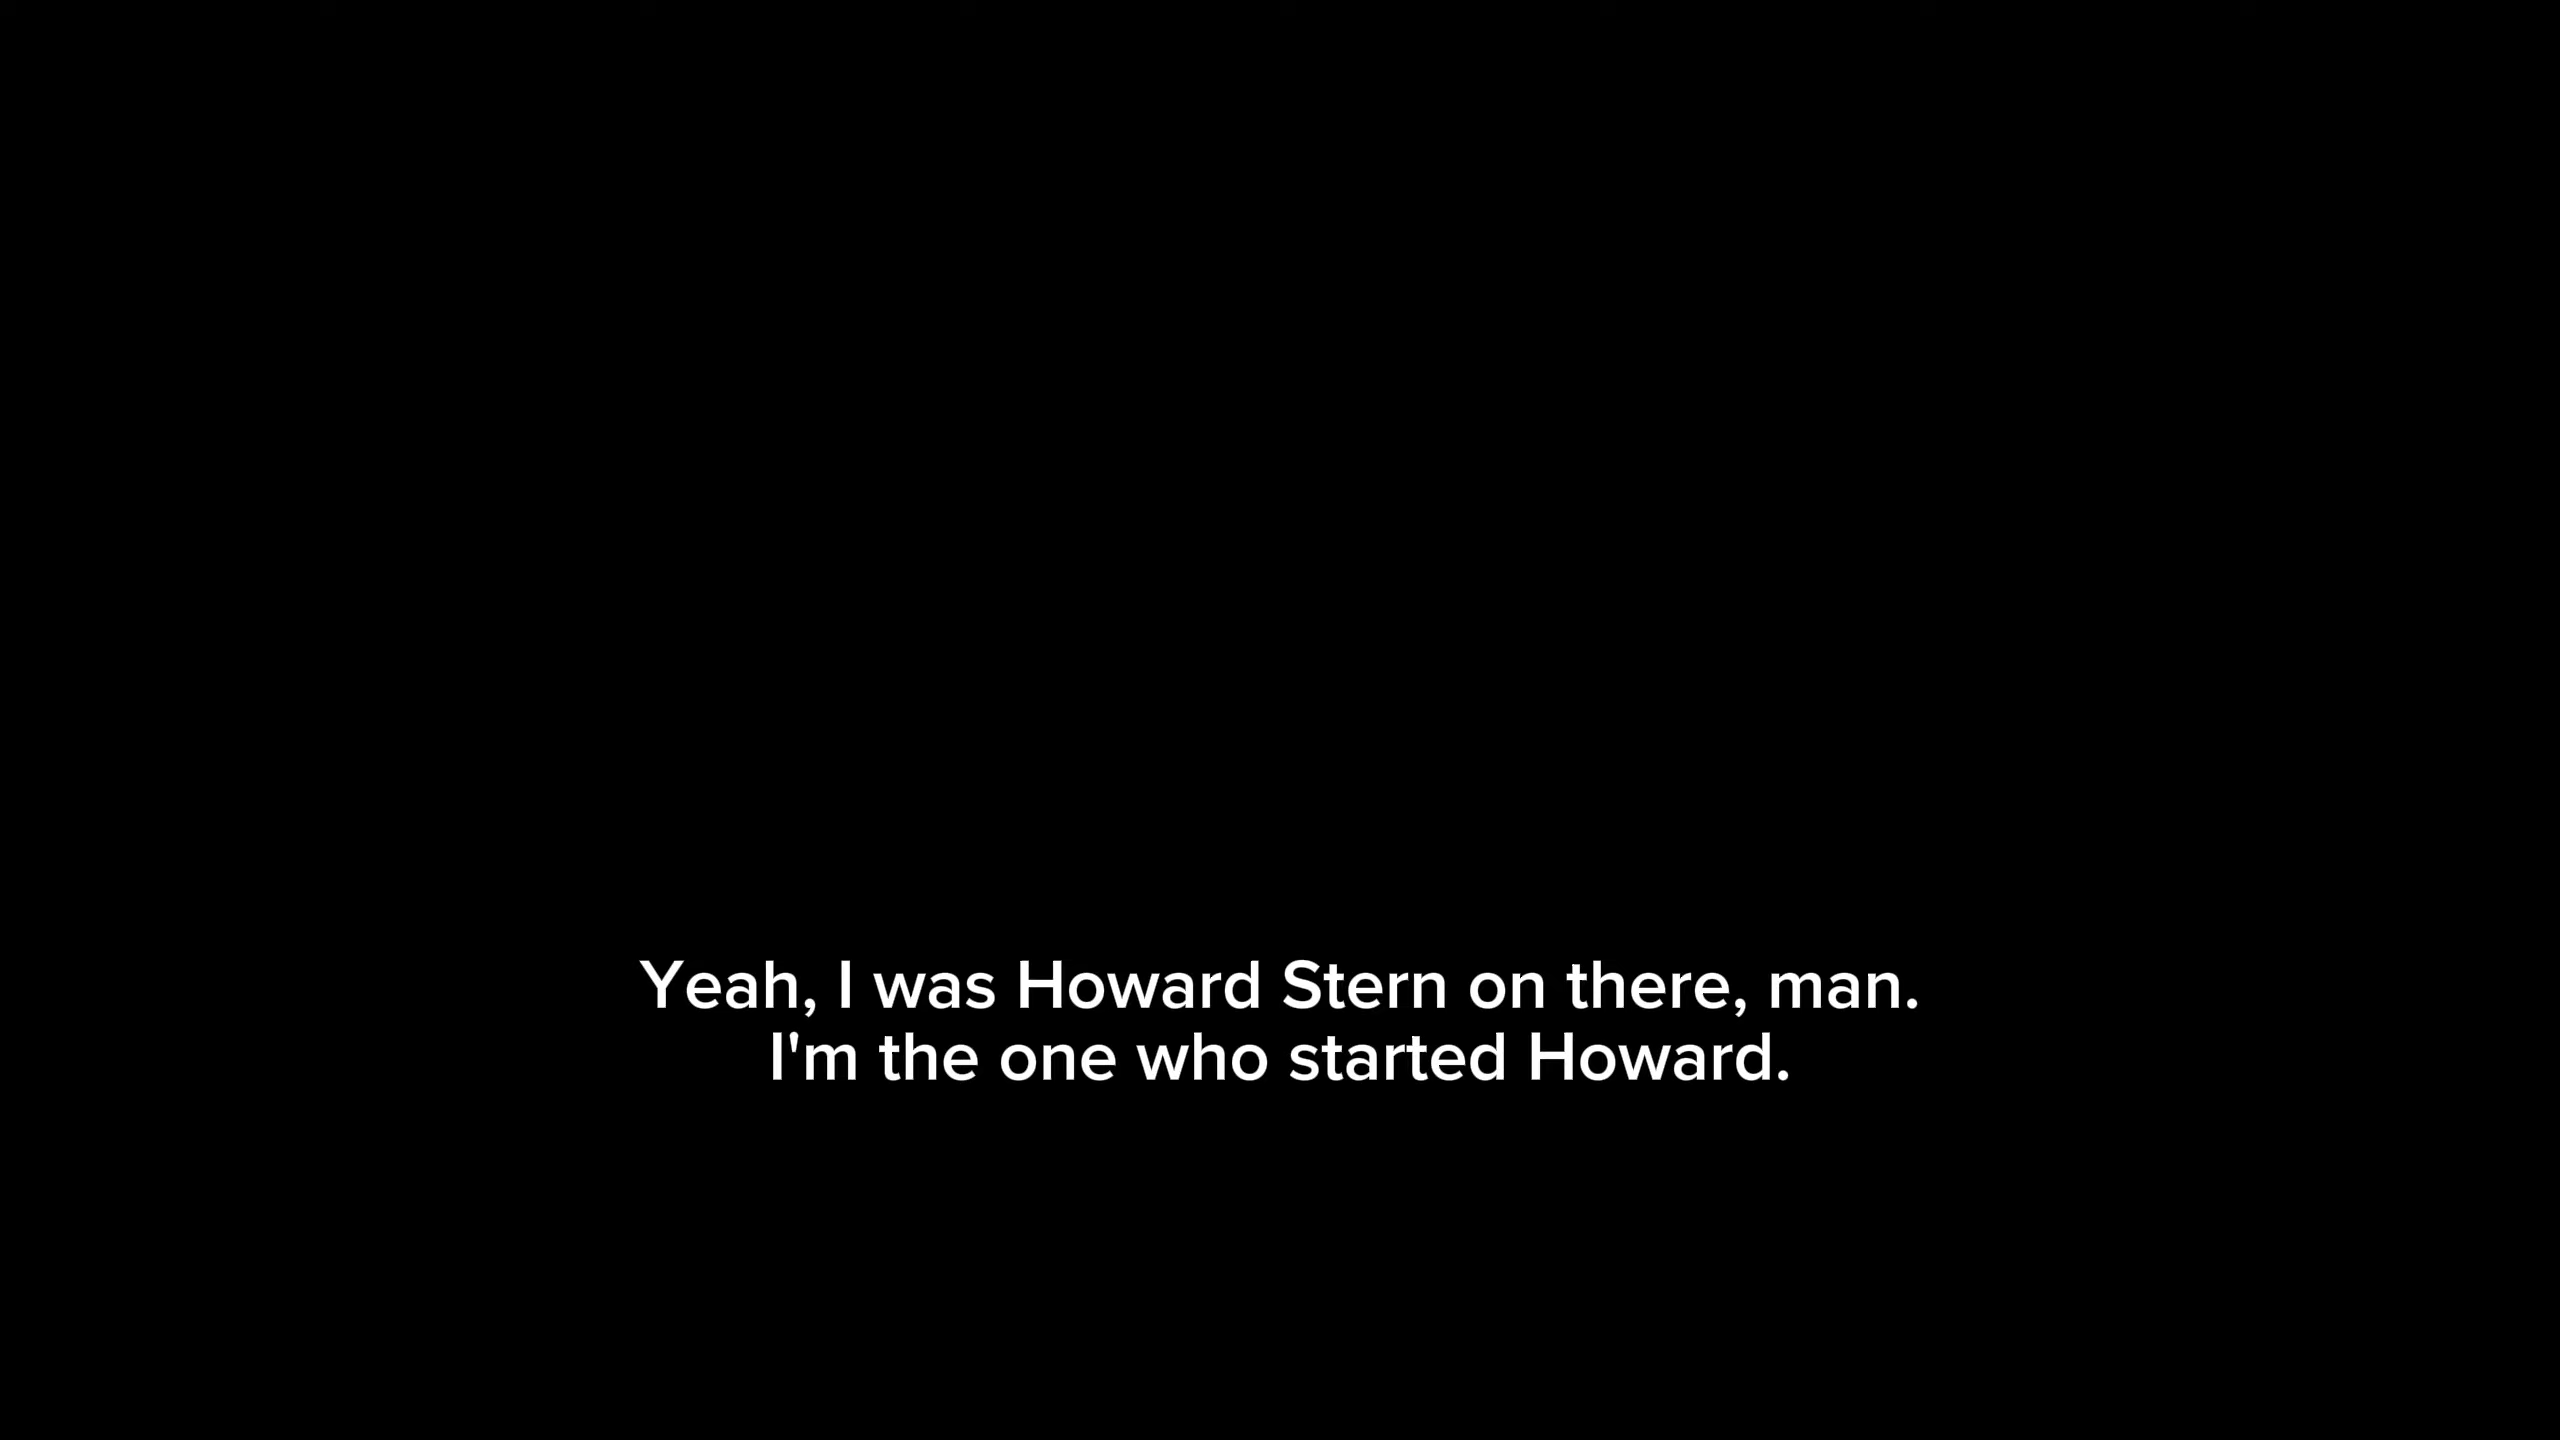 Yeah, I was Howard Stern on there, man.
I'm the one who started Howard.